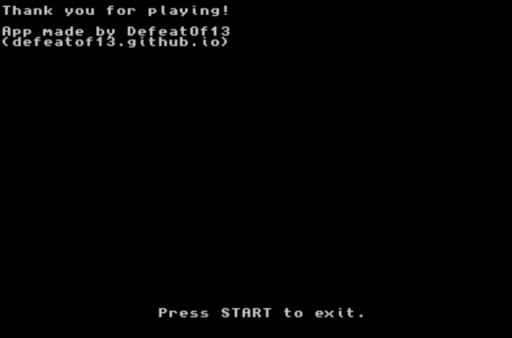 Thank you for playing!
App made by DefeatOf13
(defeatof13.github.io)
Press START to exit.